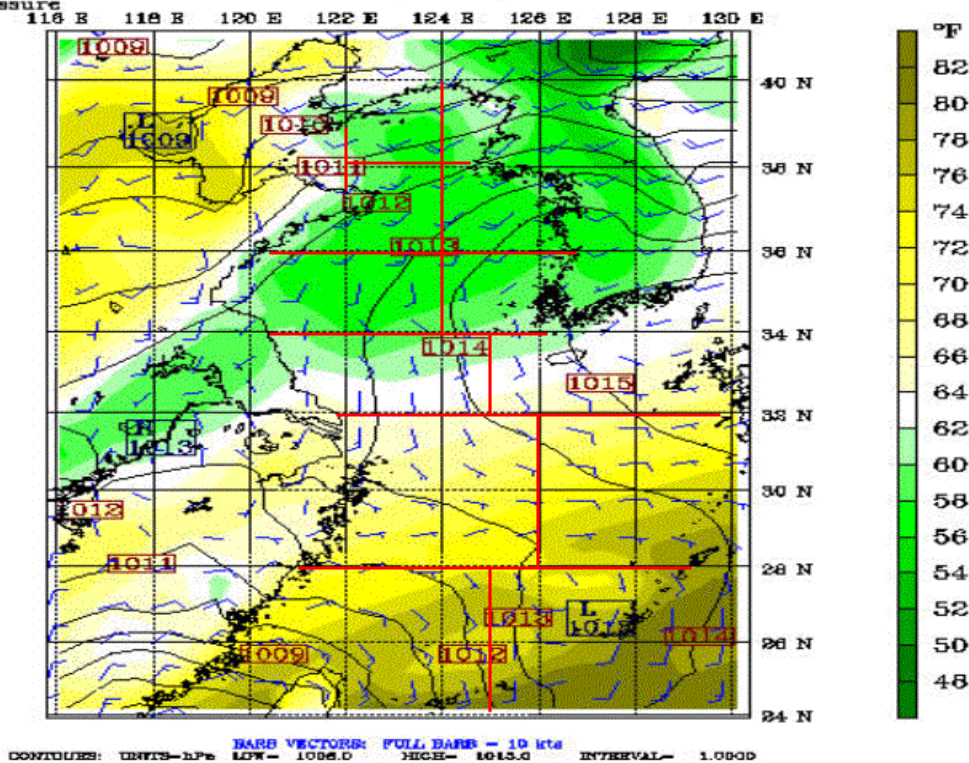 ssure
116 E 118 E 120 E 122 E 124 E 126 E 128 E 130 E
°F
1009
40 N
82
1009
80
L
1009
1010
78
1011
38 N
76
1012
74
1013
36 N
72
70
34 N
68
1014
66
1015
64
32 N
62
1013
60
30 N
58
012
56
1011
28 N
54
L
1013
52
1014
26 N
50
1009
1012
48
24 N
BARB VECTORS: FULL BARB = 10 kts
CONTOURS: UNITS=hPa LOW= 1006.0 HIGH= 1015.0 INTERVAL= 1.0000